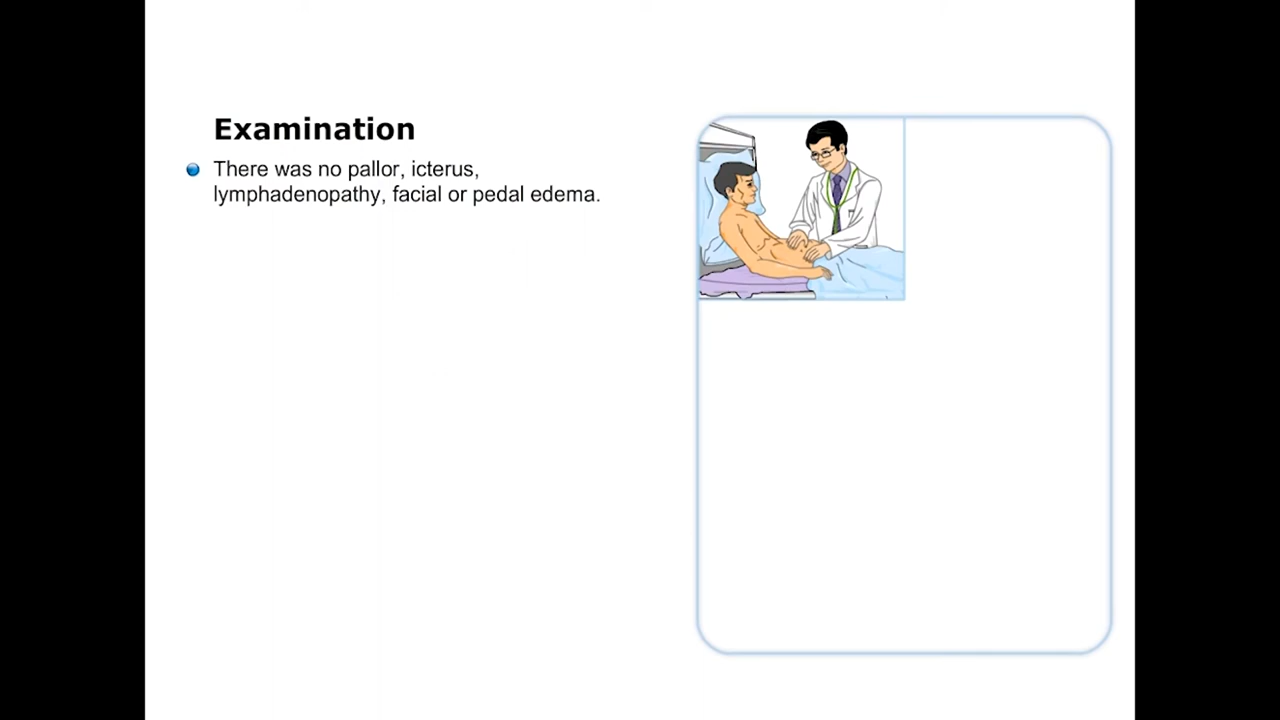 Examination
There was no pallor, icterus,
lymphadenopathy, facial or pedal edema.